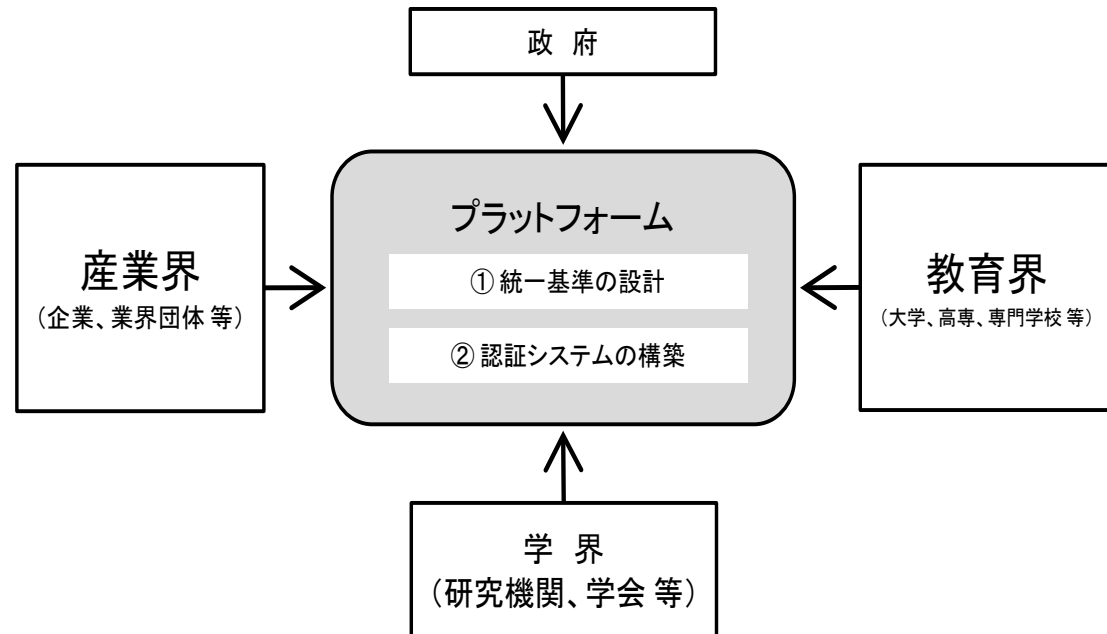 政 府
プラットフォーム
① 統一基準の設計
② 認証システムの構築
産業界
（企業、業界団体 等）
教育界
（大学、高専、専門学校 等）
学 界
（研究機関、学会 等）